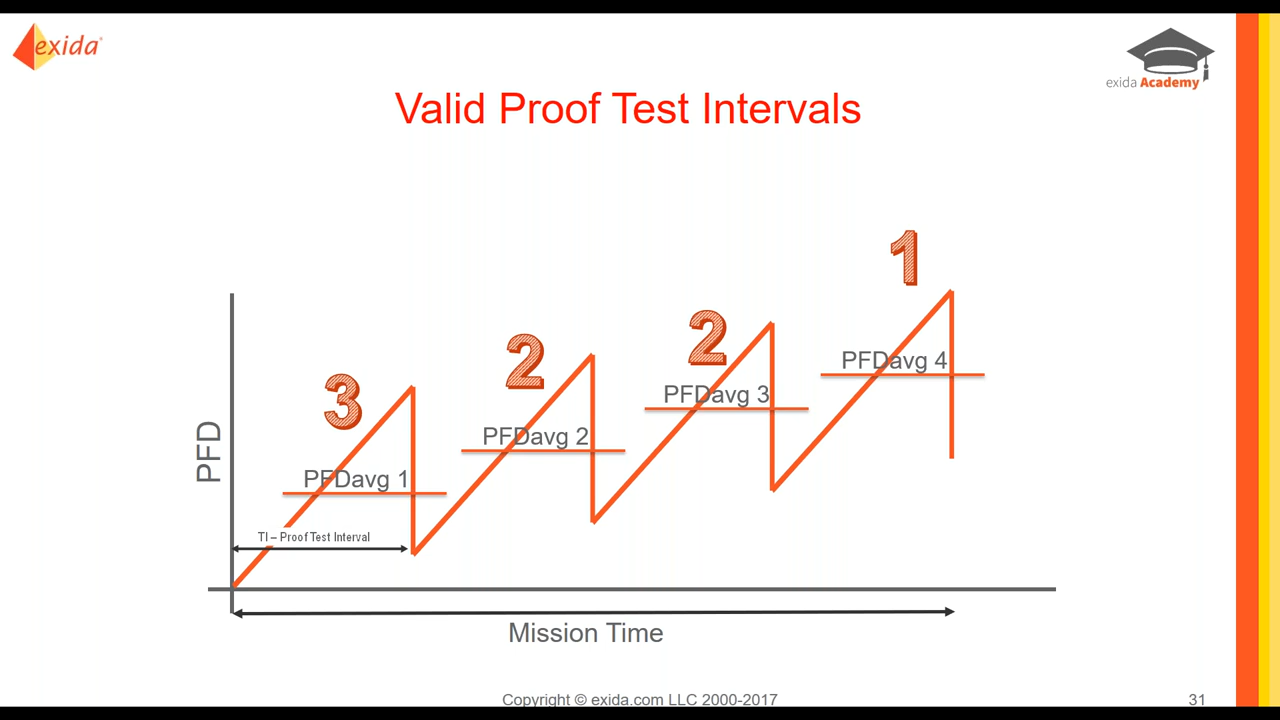 exida
exida Academy
Valid Proof Test Intervals
1
2
2
3
PFDavg 4
PFDavg 3
PFDavg 2
PFDavg 1
PFD
TI – Proof Test Interval
Mission Time
Copyright © exida.com LLC 2000-2017
31